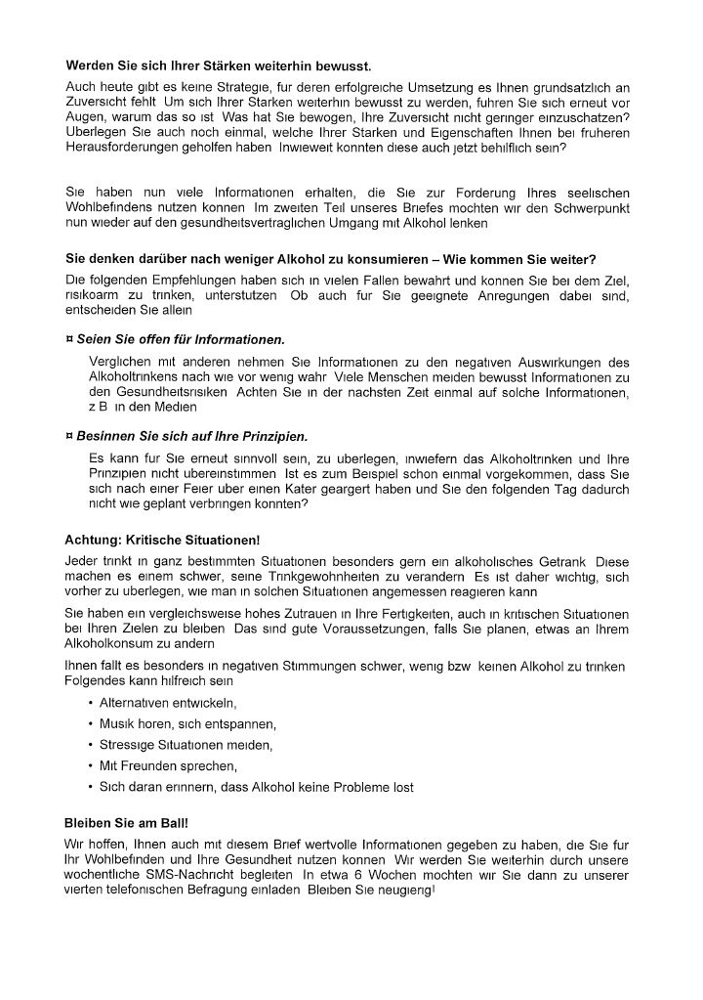 Werden Sie sich Ihrer Stärken weiterhin bewusst.
Auch heute gibt es keine Strategie, fur deren erfolgreiche Umsetzung es Ihnen grundsatzlich an
Zuversicht fehlt Um sich Ihrer Starken weiterhin bewusst zu werden, fuhren Sie sich erneut vor
Augen, warum das so ist Was hat Sie bewogen, Ihre Zuversicht nicht geringer einzuschatzen?
Uberlegen Sie auch noch einmal, welche Ihrer Starken und Eigenschaften Ihnen bei fruheren
Herausforderungen geholfen haben Inwieweit konnten diese auch jetzt behilflich sein?
Sie haben nun viele Informationen erhalten, die Sie zur Forderung Ihres seelischen
Wohlbefindens nutzen konnen Im zweiten Teil unseres Briefes mochten wir den Schwerpunkt
nun wieder auf den gesundheitsvertraglichen Umgang mit Alkohol lenken
Sie denken darüber nach weniger Alkohol zu konsumieren – Wie kommen Sie weiter?
Die folgenden Empfehlungen haben sich in vielen Fallen bewahrt und konnen Sie bei dem Ziel,
risikoarm zu trinken, unterstutzen Ob auch fur Sie geeignete Anregungen dabei sind,
entscheiden Sie allein
¤ Seien Sie offen für Informationen.
Verglichen mit anderen nehmen Sie Informationen zu den negativen Auswirkungen des
Alkoholtrinkens nach wie vor wenig wahr Viele Menschen meiden bewusst Informationen zu
den Gesundheitsrisiken Achten Sie in der nachsten Zeit einmal auf solche Informationen,
z B in den Medien
¤ Besinnen Sie sich auf Ihre Prinzipien.
Es kann fur Sie erneut sinnvoll sein, zu uberlegen, inwiefern das Alkoholtrinken und Ihre
Prinzipien nicht ubereinstimmen Ist es zum Beispiel schon einmal vorgekommen, dass Sie
sich nach einer Feier uber einen Kater geargert haben und Sie den folgenden Tag dadurch
nicht wie geplant verbringen konnten?
Achtung: Kritische Situationen!
Jeder trinkt in ganz bestimmten Situationen besonders gern ein alkoholisches Getrank Diese
machen es einem schwer, seine Trinkgewohnheiten zu verandern Es ist daher wichtig, sich
vorher zu uberlegen, wie man in solchen Situationen angemessen reagieren kann
Sie haben ein vergleichsweise hohes Zutrauen in Ihre Fertigkeiten, auch in kritischen Situationen
bei Ihren Zielen zu bleiben Das sind gute Voraussetzungen, falls Sie planen, etwas an Ihrem
Alkoholkonsum zu andern
Ihnen fallt es besonders in negativen Stimmungen schwer, wenig bzw keinen Alkohol zu trinken
Folgendes kann hilfreich sein
• Alternativen entwickeln,
• Musik horen, sich entspannen,
• Stressige Situationen meiden,
• Mit Freunden sprechen,
• Sich daran erinnern, dass Alkohol keine Probleme lost
Bleiben Sie am Ball!
Wir hoffen, Ihnen auch mit diesem Brief wertvolle Informationen gegeben zu haben, die Sie fur
Ihr Wohlbefinden und Ihre Gesundheit nutzen konnen Wir werden Sie weiterhin durch unsere
wochentliche SMS-Nachricht begleiten In etwa 6 Wochen mochten wir Sie dann zu unserer
vierten telefonischen Befragung einladen Bleiben Sie neugierig!